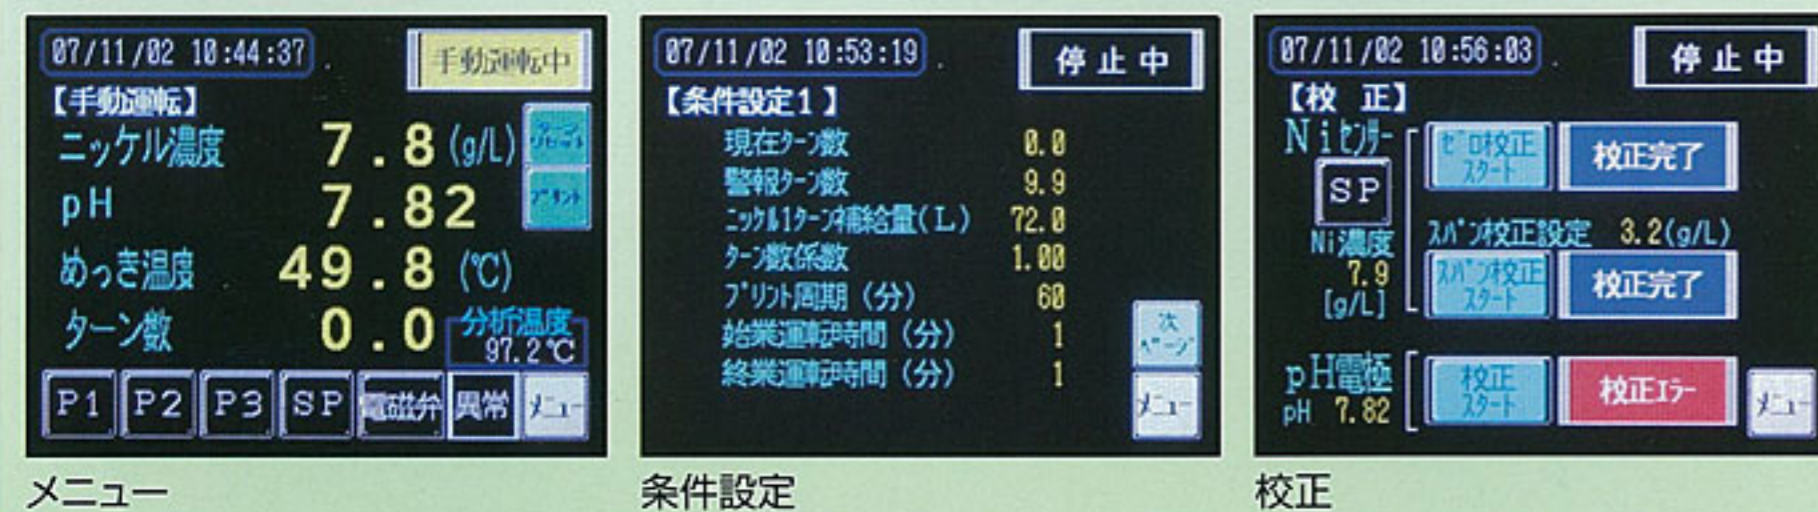 07/11/02 10:44:37
手動運転中
【手動運転】
ニッケル濃度 7.8 (g/L)
ターンリセット
pH 7.82
プリント
めっき温度 49.8 (℃)
ターン数 0.0
分析温度
97.2℃
P1 P2 P3 SP 電磁弁 異常 メニュー
メニュー
07/11/02 10:53:19
停止中
【条件設定1】
現在ターン数 0.0
警報ターン数 9.9
ニッケル1ターン補給量(L) 72.0
ターン数係数 1.00
プリント周期 (分) 60
始業運転時間 (分) 1
終業運転時間 (分) 1
次ページ
メニュー
条件設定
07/11/02 10:56:03
停止中
【校 正】
Niセンサー
SP
ゼロ校正
スタート
校正完了
スパン校正設定 3.2(g/L)
Ni濃度
7.9
[g/L]
スパン校正
スタート
校正完了
pH電極
pH 7.82
校正
スタート
校正エラー
メニュー
校正